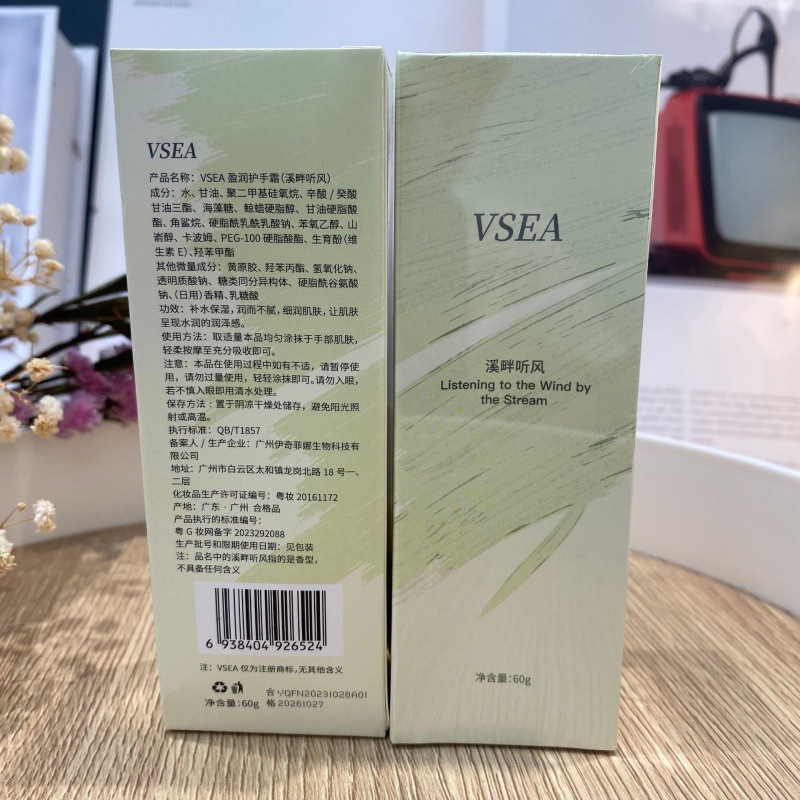 VSEA
产品名称：VSEA 盈润护手霜（溪畔听风）
成分：水、甘油、聚二甲基硅氧烷、辛酸 / 癸酸
甘油三酯、海藻糖、鲸蜡硬脂醇、甘油硬脂酸
酯、角鲨烷、硬脂酰乳酰乳酸钠、苯氧乙醇、山
嵛醇、卡波姆、PEG-100 硬脂酸酯、生育酚（维
生素 E）、羟苯甲酯
其他微量成分：黄原胶、羟苯丙酯、氢氧化钠、
透明质酸钠、糖类同分异构体、硬脂酰谷氨酸
钠、（日用）香精、乳糖酸
功效：补水保湿，润而不腻，细润肌肤，让肌肤
呈现水润的润泽感。
使用方法：取适量本品均匀涂抹于手部肌肤，
轻柔按摩至充分吸收即可。
注意：本品在使用过程中如有不适，请暂停使
用，请勿过量使用，轻轻涂抹即可。请勿入眼，
若不慎入眼即用清水处理。
保存方法：置于阴凉干燥处储存，避免阳光照
射或高温。
执行标准：QB/T1857
备案人 / 生产企业：广州伊奇菲娜生物科技有
限公司
地址：广州市白云区太和镇龙岗北路 18 号一、
二层
化妆品生产许可证编号：粤妆 20161172
产地：广东·广州 合格品
产品执行的标准编号：
粤 G 妆网备字 2023292088
生产批号和限期使用日期：见包装
注：品名中的溪畔听风指的是香型，
不具备任何含义
6 938404 926524
注：VSEA 仅为注册商标，无其他含义
合 VQFN20231028A01
净含量：60g 格 20261027
VSEA
溪畔听风
Listening to the Wind by
the Stream
净含量：60g